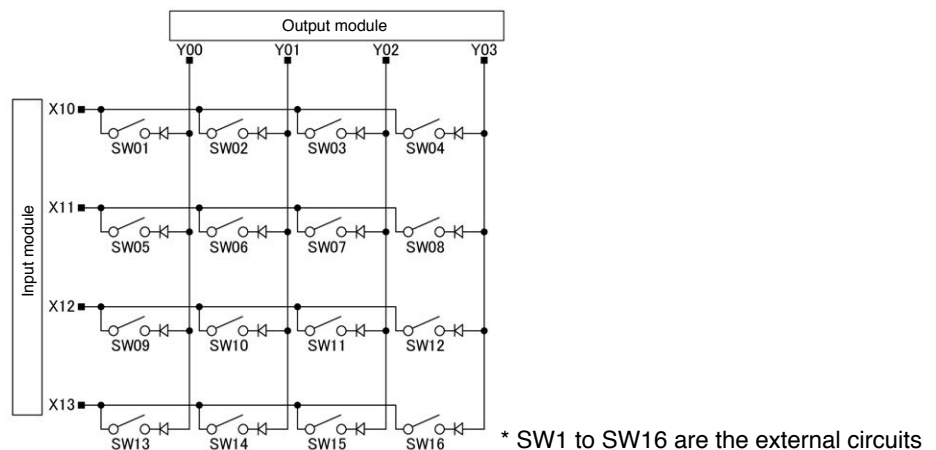 Output module
Y00 Y01 Y02 Y03
Input module
X10
SW01 SW02 SW03 SW04
X11
SW05 SW06 SW07 SW08
X12
SW09 SW10 SW11 SW12
X13
SW13 SW14 SW15 SW16
* SW1 to SW16 are the external circuits